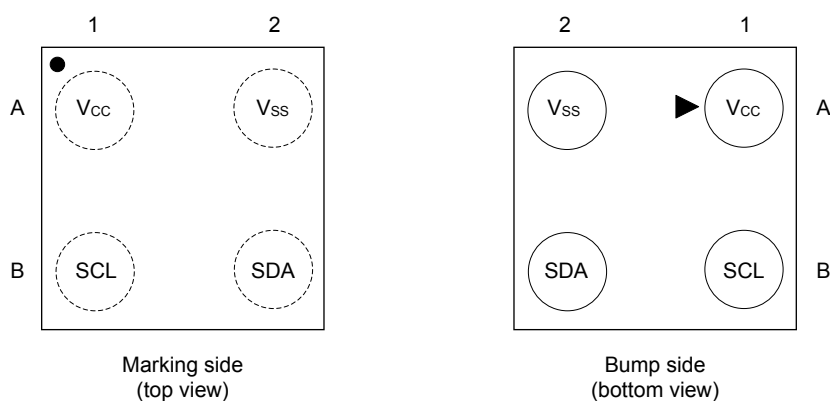 1 2
2 1
A VCC VSS
VSS VCC A
B SCL SDA
SDA SCL B
Marking side
(top view)
Bump side
(bottom view)